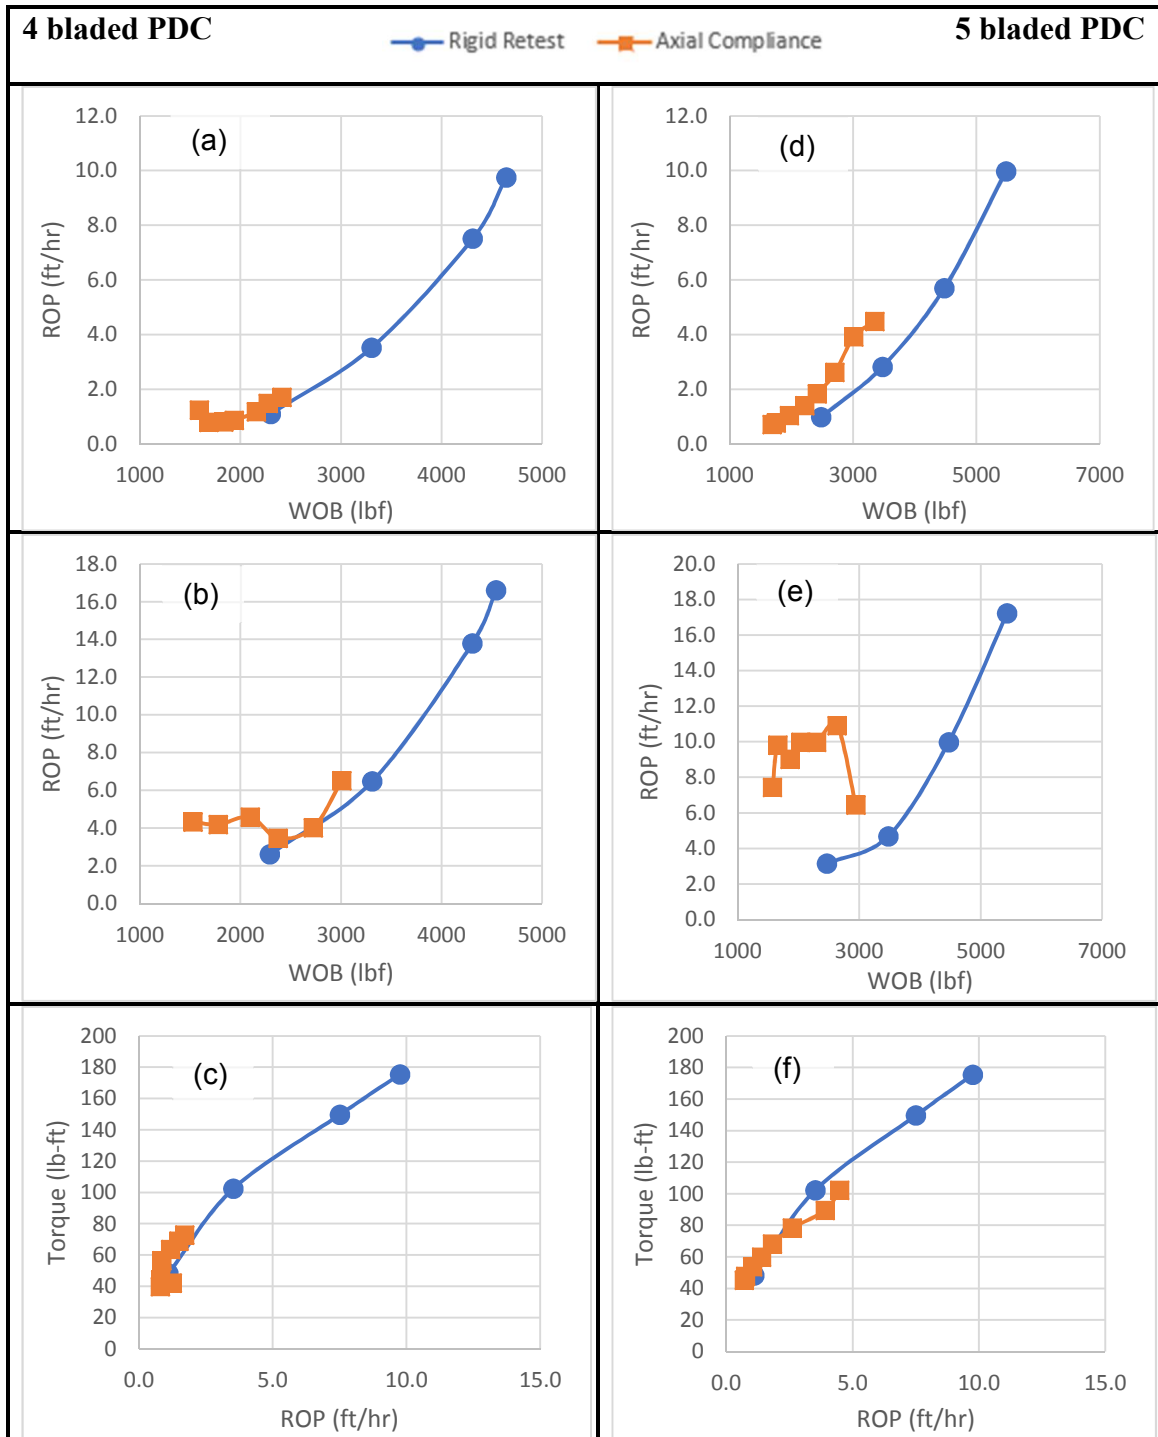 4 bladed PDC
Rigid Retest
Axial Compliance
5 bladed PDC
(a)
ROP (ft/hr)
12.0
10.0
8.0
6.0
4.0
2.0
0.0
1000 2000 3000 4000 5000
WOB (lbf)
(d)
ROP (ft/hr)
12.0
10.0
8.0
6.0
4.0
2.0
0.0
1000 3000 5000 7000
WOB (lbf)
(b)
ROP (ft/hr)
18.0
16.0
14.0
12.0
10.0
8.0
6.0
4.0
2.0
0.0
1000 2000 3000 4000 5000
WOB (lbf)
(e)
ROP (ft/hr)
20.0
18.0
16.0
14.0
12.0
10.0
8.0
6.0
4.0
2.0
0.0
1000 3000 5000 7000
WOB (lbf)
(c)
Torque (lb-ft)
200
180
160
140
120
100
80
60
40
20
0
0.0 5.0 10.0 15.0
ROP (ft/hr)
(f)
Torque (lb-ft)
200
180
160
140
120
100
80
60
40
20
0
0.0 5.0 10.0 15.0
ROP (ft/hr)